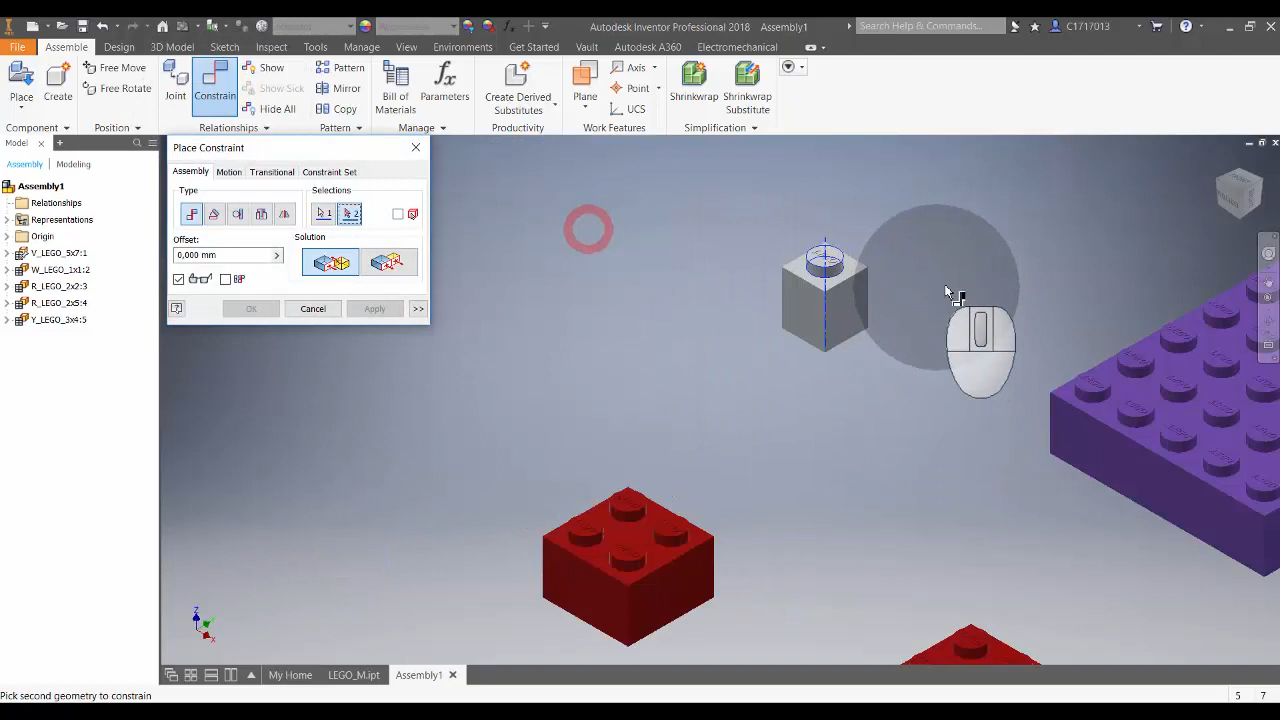 Autodesk Inventor Professional 2018 Assembly1
Search Help & Commands...
C1717013
File Assemble Design 3D Model Sketch Inspect Tools Manage View Environments Get Started Vault Autodesk A360 Electromechanical
Place
Create
Free Move
Free Rotate
Joint
Constrain
Show
Show Sick
Hide All
Pattern
Mirror
Copy
Bill of
Materials
Parameters
Create Derived
Substitutes
Plane
Axis
Point
UCS
Shrinkwrap
Shrinkwrap
Substitute
Component Position Relationships Pattern Manage Productivity Work Features Simplification
Model
Assembly Modeling
Assembly1
Relationships
Representations
Origin
V_LEGO_5x7:1
W_LEGO_1x1:2
R_LEGO_2x2:3
R_LEGO_2x5:4
Y_LEGO_3x4:5
Place Constraint
Assembly Motion Transitional Constraint Set
Type
Selections
1
2
Offset:
0,000 mm
Solution
OK Cancel Apply >>
Z
Y
X
My Home LEGO_M.ipt Assembly1
Pick second geometry to constrain
5 7